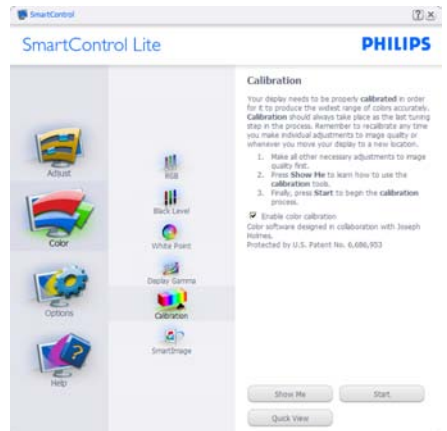 SmartControl
SmartControl Lite
PHILIPS
Adjust
Color
Options
Help
RGB
Black Level
White Point
Display Gamma
Calibration
SmartImage
Calibration
Your display needs to be properly calibrated in order
for it to produce the widest range of colors accurately.
Calibration should always take place as the last tuning
step in the process. Remember to recalibrate any time
you make individual adjustments to image quality or
whenever you move your display to a new location.
1. Make all other necessary adjustments to image
quality first.
2. Press Show Me to learn how to use the
calibration tools.
3. Finally, press Start to begin the calibration
process.
Enable color calibration
Color software designed in collaboration with Joseph
Holmes.
Protected by U.S. Patent No. 6,686,953
Show Me
Start
Quick View